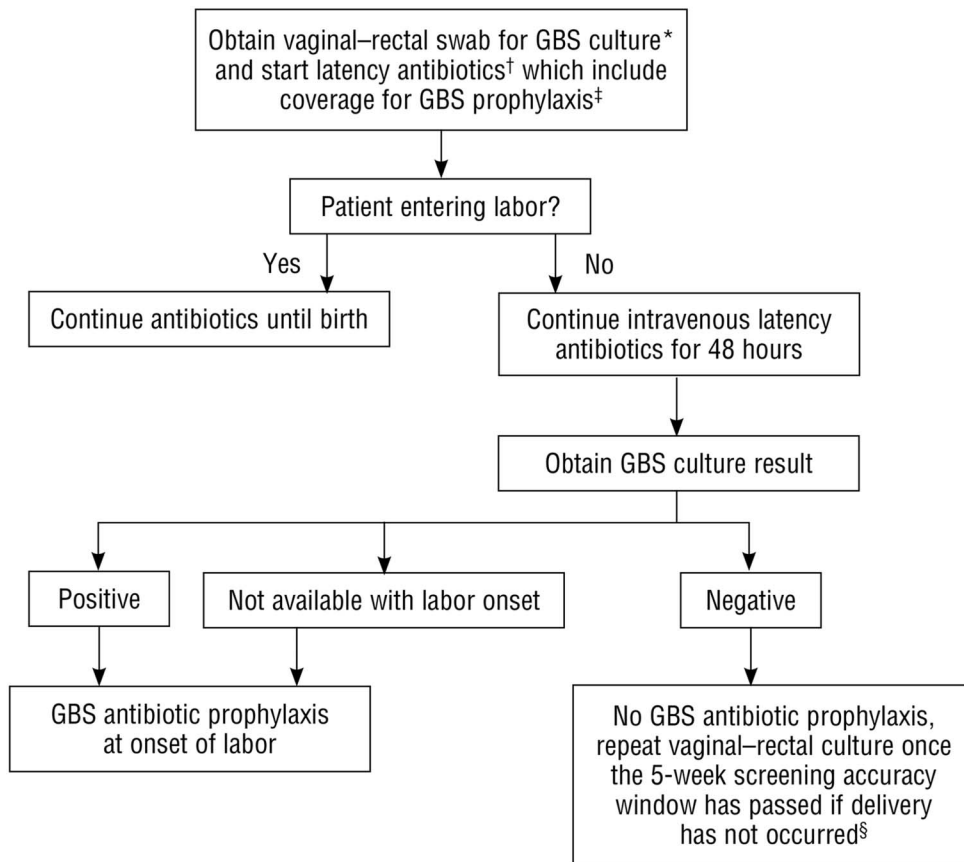 Obtain vaginal–rectal swab for GBS culture*
and start latency antibiotics† which include
coverage for GBS prophylaxis‡
Patient entering labor?
Yes
No
Continue antibiotics until birth
Continue intravenous latency
antibiotics for 48 hours
Obtain GBS culture result
Positive
Not available with labor onset
Negative
GBS antibiotic prophylaxis
at onset of labor
No GBS antibiotic prophylaxis,
repeat vaginal–rectal culture once
the 5-week screening accuracy
window has passed if delivery
has not occurred§